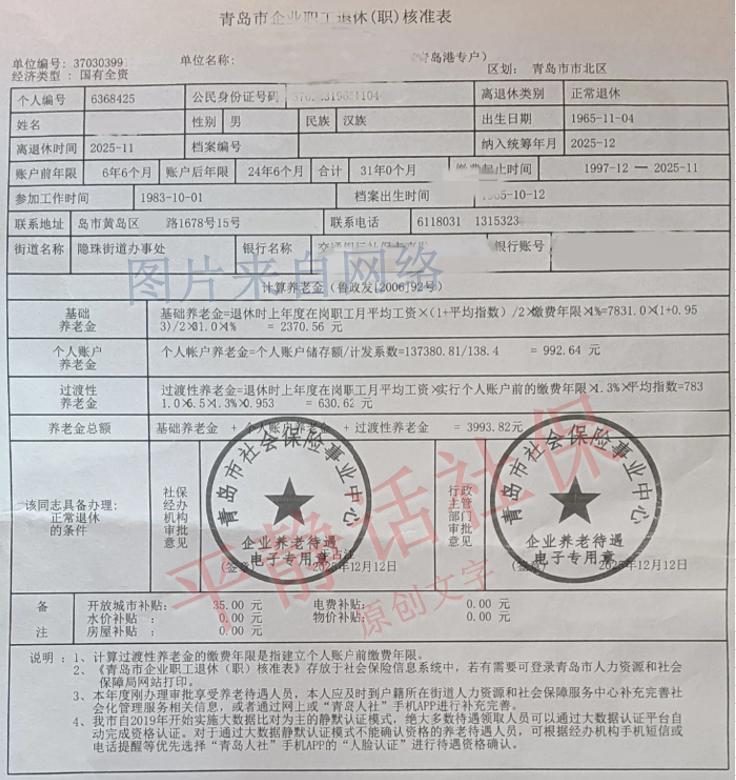 青岛市企业职工退休(职)核准表
单位编号: 37030399
单位名称:
青岛港专户)
经济类型: 国有全资
区划: 青岛市市北区
个人编号 6368425 公民身份证号码 离退休类别 正常退休
姓名 性别 男 民族 汉族 出生日期 1965-11-04
离退休时间 2025-11 档案编号 纳入统筹年月 2025-12
账户前年限 6年6个月 账户后年限 24年6月 合计 31年0个月 缴费起止时间 1997-12 — 2025-11
参加工作时间 1983-10-01 档案出生时间 -10-12
联系地址 岛市黄岛区 路1678号15号 联系电话 6118031 1315323
街道名称 隐珠街道办事处 银行名称 银行账号
图片来自网络
计算养老金(鲁政发[2006]92号)
基础养老金 基础养老金=退休时上年度在岗职工月平均工资×(1+平均指数)/2×缴费年限×1%=7831.0×(1+0.95
3)/2×31.0×1% = 2370.56 元
个人账户养老金 个人帐户养老金=个人账户储存额/计发系数=137380.81/138.4 = 992.64 元
过渡性养老金 过渡性养老金=退休时上年度在岗职工月平均工资×实行个人账户前的缴费年限×1.3%×平均指数=783
1.0×6.5×1.3%×0.953 = 630.62 元
养老金总额 基础养老金 + 个人账户养老金 + 过渡性养老金 = 3993.82元
该同志具备办理:
正常退休
的条件
社保
经办
机构
审批
意见
青岛市社会保险事业中心
企业养老待遇
电子专用章
(签章)
2025年12月12日
行政
主管
部门
审批
意见
青岛市社会保险事业中心
企业养老待遇
电子专用章
2025年12月12日
平静话社保
原创文字
备注
开放城市补贴: 35.00 元 电费补贴: 0.00 元
水价补贴 : 0.00 元 物价补贴: 0.00 元
房屋补贴 : 0.00 元
说明 : 1、计算过渡性养老金的缴费年限是指建立个人账户前缴费年限。
2、《青岛市企业职工退休(职)核准表》存放于社会保险信息系统中,若有需要可登录青岛市人力资源和社会
保障局网站打印。
3、本年度刚办理审批享受养老待遇人员,本人应及时到户籍所在街道人力资源和社会保障服务中心补充完善社
会化管理服务相关信息,或者通过网上或“青岛人社”手机APP进行补充完善。
4、我市自2019年开始实施大数据比对为主的静默认证模式,绝大多数待遇领取人员可以通过大数据认证平台自
动完成资格认证。对于通过大数据静默认证模式不能确认资格的养老待遇人员,可根据经办机构手机短信或
电话提醒等优先选择“青岛人社”手机APP的“人脸认证”进行待遇资格确认。